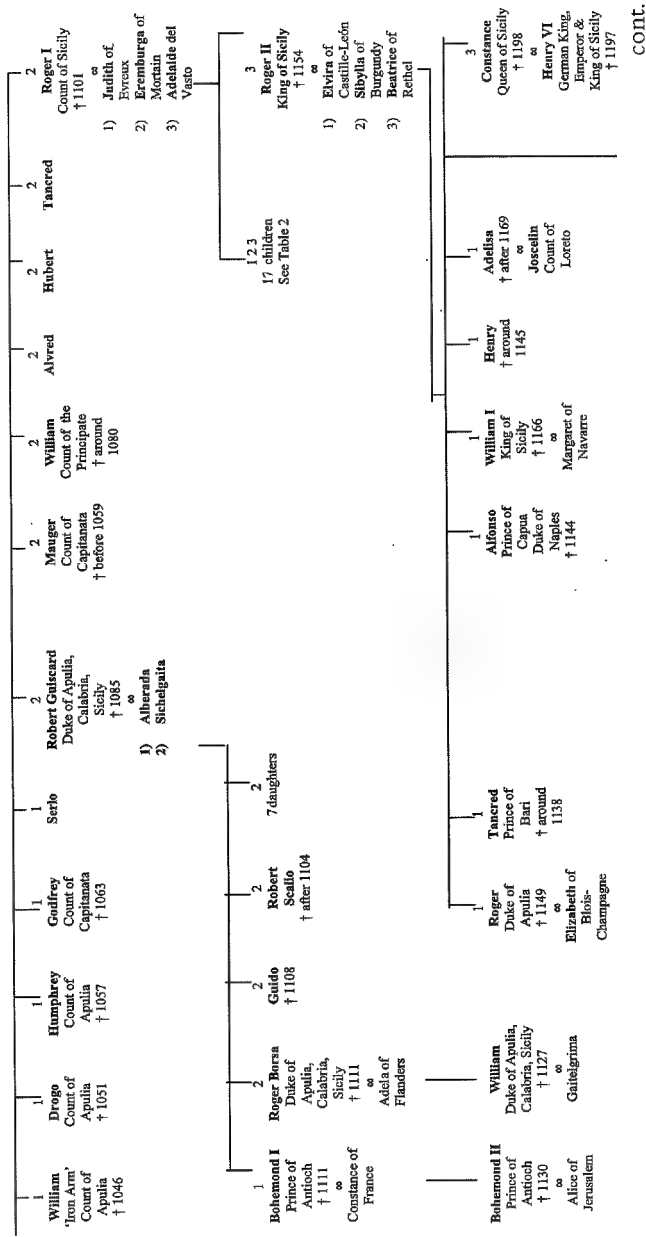 1
William
'Iron Arm'
Count of
Apulia
† 1046
1
Drogo
Count of
Apulia
† 1051
1
Humphrey
Count of
Apulia
† 1057
1
Godfrey
Count of
Capitanata
† 1063
1
Serlo
2
Robert Guiscard
Duke of Apulia,
Calabria,
Sicily
† 1085
∞
1) Alberada
2) Sichelgaita
2
Mauger
Count of
Capitanata
† before 1059
2
William
Count of the
Principate
† around
1080
2
Alvred
2
Hubert
2
Tancred
2
Roger I
Count of Sicily
† 1101
∞
1) Judith of
Evreux
2) Eremburga of
Mortain
3) Adelaide del
Vasto
1
Bohemond I
Prince of
Antioch
† 1111
∞
Constance of
France
2
Roger Borsa
Duke of
Apulia,
Calabria,
Sicily
† 1111
∞
Adela of
Flanders
2
Guido
† 1108
2
Robert
Scalio
† after 1104
2
7daughters
1 2 3
17 children
See Table 2
3
Roger II
King of Sicily
† 1154
∞
1) Elvira of
Castille-León
2) Sibylla of
Burgundy
3) Beatrice of
Rethel
Bohemond II
Prince of
Antioch
† 1130
∞
Alice of
Jerusalem
William
Duke of Apulia,
Calabria, Sicily
† 1127
∞
Gaitelgrima
1
Roger
Duke of
Apulia
† 1149
∞
Elizabeth of
Blois-
Champagne
1
Tancred
Prince of
Bari
† around
1138
1
Alfonso
Prince of
Capua
Duke of
Naples
† 1144
1
William I
King of
Sicily
† 1166
∞
Margaret of
Navarre
1
Henry
† around
1145
1
Adelisa
† after 1169
∞
Joscelin
Count of
Loreto
3
Constance
Queen of Sicily
† 1198
∞
Henry VI
German King,
Emperor &
King of Sicily
† 1197
cont.